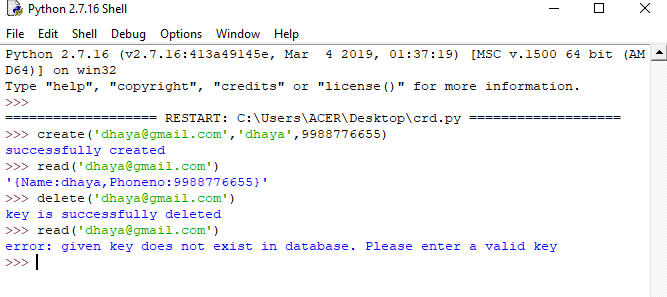 Python 2.7.16 Shell
File Edit Shell Debug Options Window Help
Python 2.7.16 (v2.7.16:413a49145e, Mar  4 2019, 01:37:19) [MSC v.1500 64 bit (AM
D64)] on win32
Type "help", "copyright", "credits" or "license()" for more information.
>>>
=================== RESTART: C:\Users\ACER\Desktop\crd.py ===================
>>> create('dhaya@gmail.com','dhaya',9988776655)
successfully created
>>> read('dhaya@gmail.com')
'{Name:dhaya,Phoneno:9988776655}'
>>> delete('dhaya@gmail.com')
key is successfully deleted
>>> read('dhaya@gmail.com')
error: given key does not exist in database. Please enter a valid key
>>>